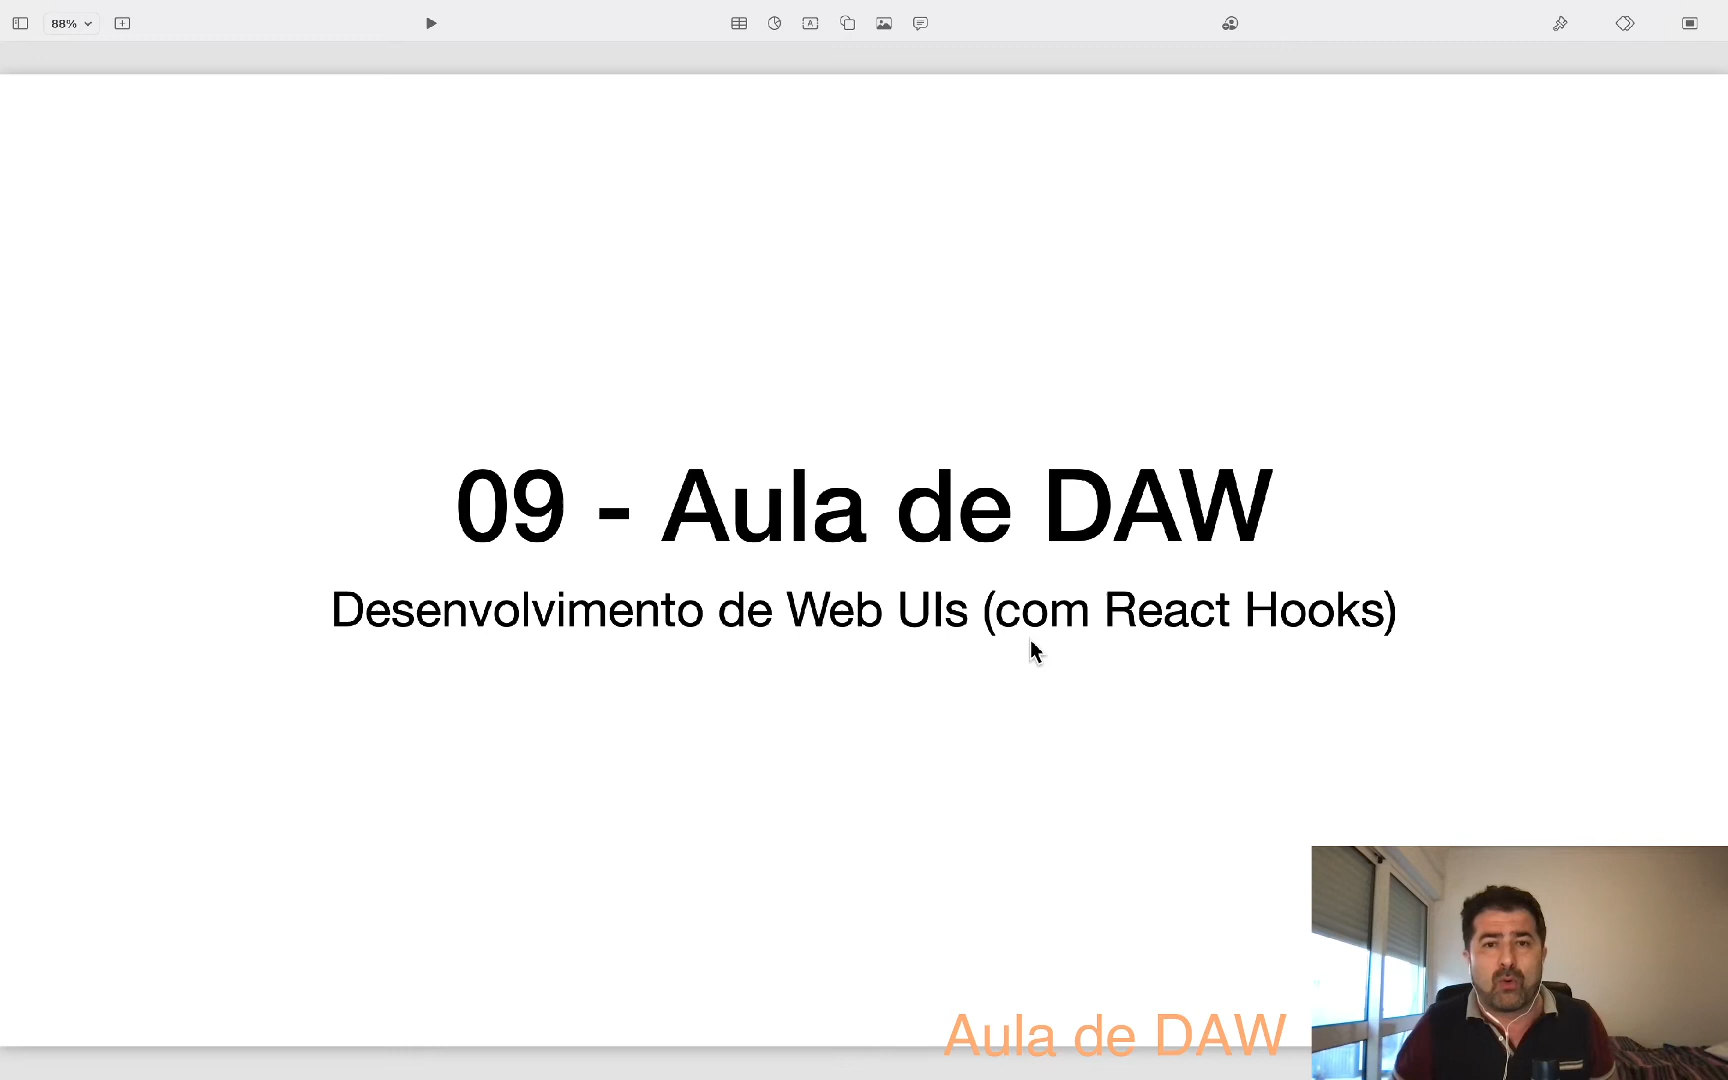 88%
09 - Aula de DAW
Desenvolvimento de Web UIs (com React Hooks)
Aula de DAW